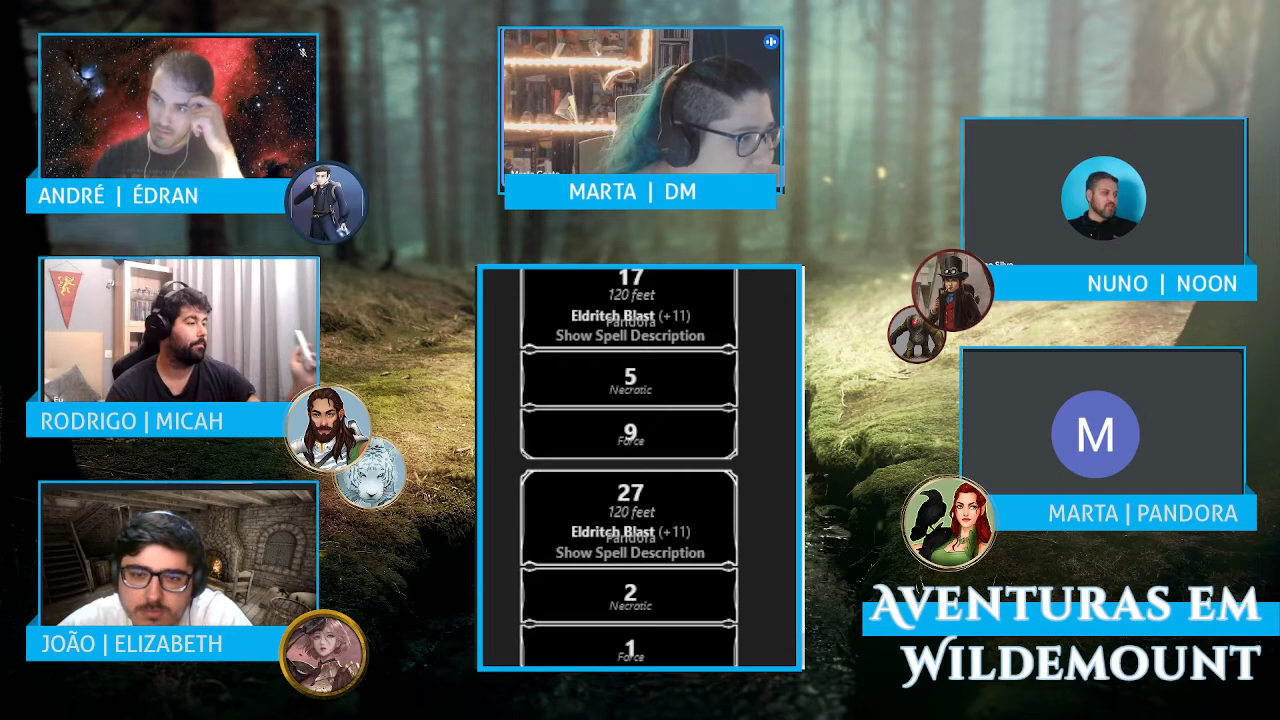 ANDRÉ | ÉDRAN
MARTA | DM
NUNO | NOON
RODRIGO | MICAH
Eu
MARTA | PANDORA
M
JOÃO | ELIZABETH
17
120 feet
Eldritch Blast (+11)
Pandora
Show Spell Description
5
Necrotic
9
Force
27
120 feet
Eldritch Blast (+11)
Pandora
Show Spell Description
2
Necrotic
1
Force
AVENTURAS EM
WILDEMOUNT